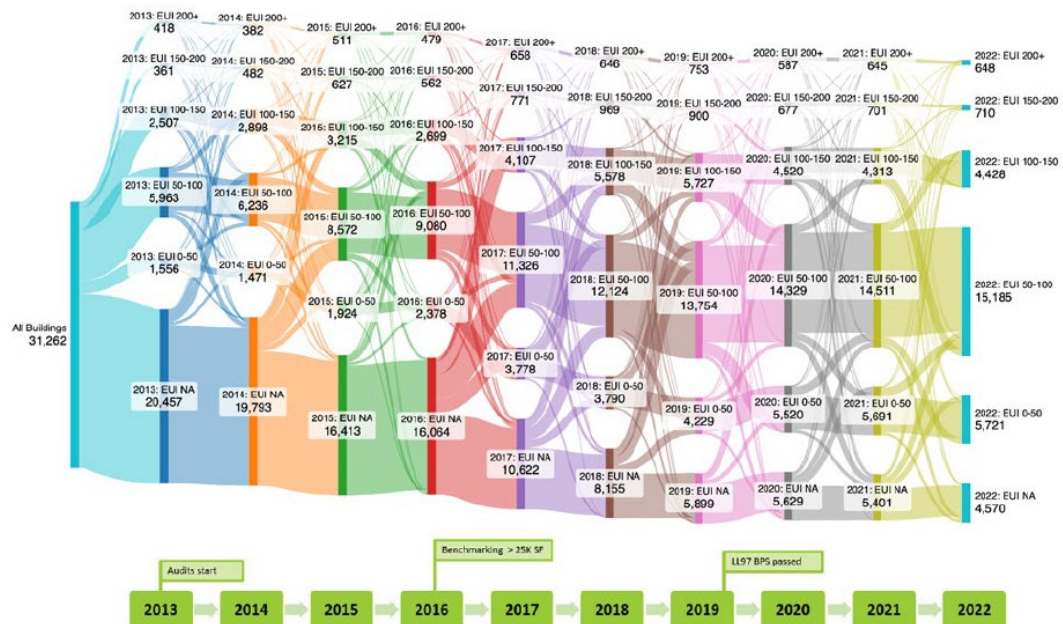 2013: EUI 200+
418
2013: EUI 150-200
361
2013: EUI 100-150
2,507
2013: EUI 50-100
5,963
2013: EUI 0-50
1,556
All Buildings
31,262
2013: EUI NA
20,457
2014: EUI 200+
382
2014: EUI 150-200
482
2014: EUI 100-150
2,898
2014: EUI 50-100
6,236
2014: EUI 0-50
1,471
2014: EUI NA
19,793
2015: EUI 200+
511
2015: EUI 150-200
627
2015: EUI 100-150
3,215
2015: EUI 50-100
8,572
2015: EUI 0-50
1,924
2015: EUI NA
16,413
2016: EUI 200+
479
2016: EUI 150-200
562
2016: EUI 100-150
2,699
2016: EUI 50-100
9,080
2016: EUI 0-50
2,378
2016: EUI NA
16,064
2017: EUI 200+
658
2017: EUI 150-200
771
2017: EUI 100-150
4,107
2017: EUI 50-100
11,326
2017: EUI 0-50
3,778
2017: EUI NA
10,622
2018: EUI 200+
646
2018: EUI 150-200
969
2018: EUI 100-150
5,578
2018: EUI 50-100
12,124
2018: EUI 0-50
3,790
2018: EUI NA
8,155
2019: EUI 200+
753
2019: EUI 150-200
900
2019: EUI 100-150
5,727
2019: EUI 50-100
13,754
2019: EUI 0-50
4,229
2019: EUI NA
5,899
2020: EUI 200+
587
2020: EUI 150-200
677
2020: EUI 100-150
4,520
2020: EUI 50-100
14,329
2020: EUI 0-50
5,520
2020: EUI NA
5,629
2021: EUI 200+
645
2021: EUI 150-200
701
2021: EUI 100-150
4,313
2021: EUI 50-100
14,511
2021: EUI 0-50
5,691
2021: EUI NA
5,401
2022: EUI 200+
648
2022: EUI 150-200
710
2022: EUI 100-150
4,428
2022: EUI 50-100
15,185
2022: EUI 0-50
5,721
2022: EUI NA
4,570
Audits start
Benchmarking > 25K SF
LL97 BPS passed
2013
2014
2015
2016
2017
2018
2019
2020
2021
2022